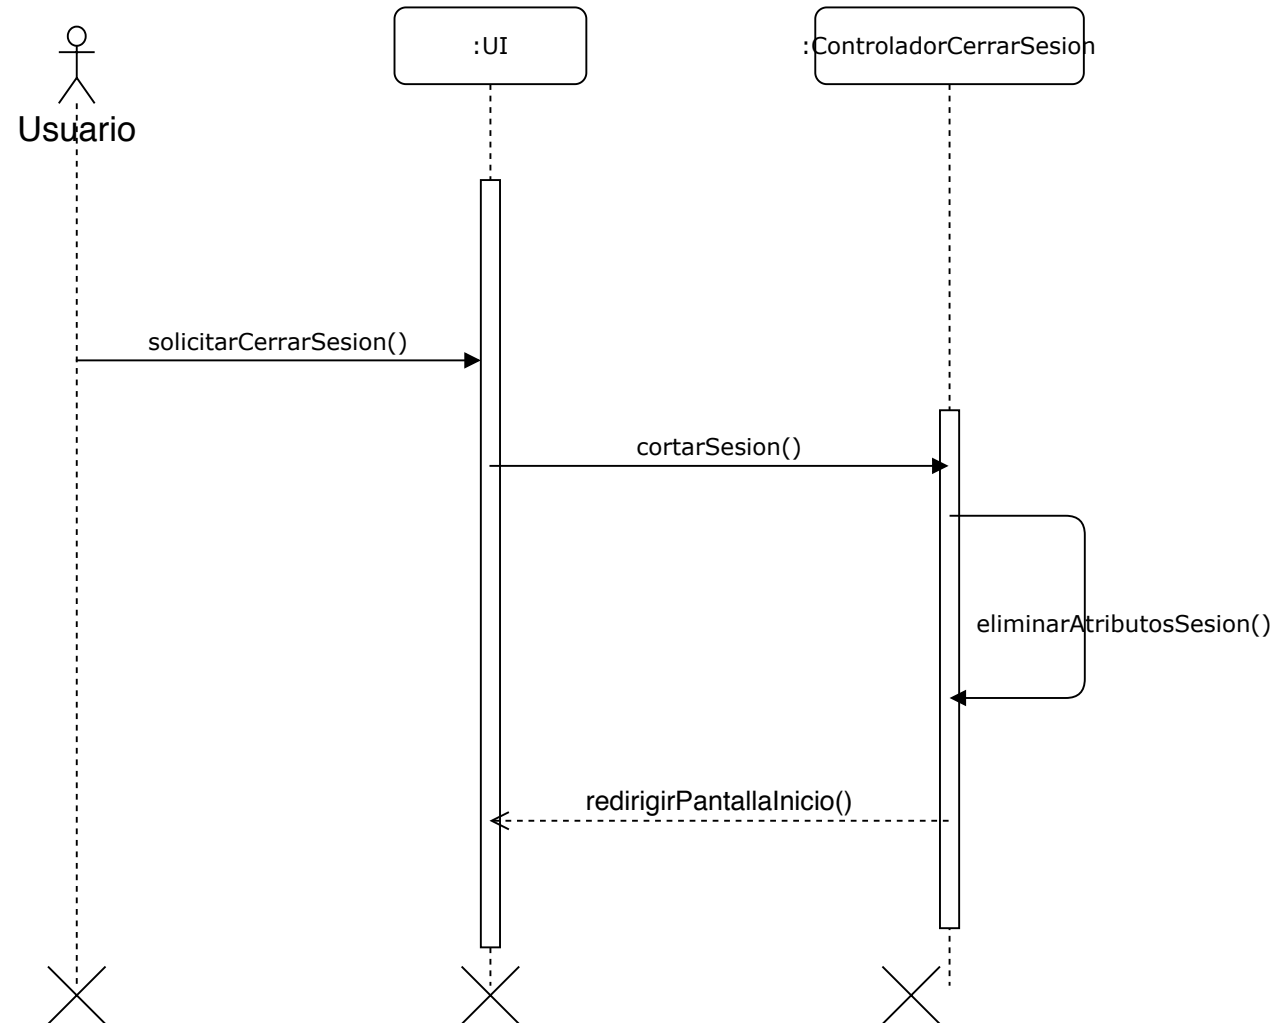 :UI
:ControladorCerrarSesion
Usuario
solicitarCerrarSesion()
cortarSesion()
eliminarAtributosSesion()
redirigirPantallaInicio()